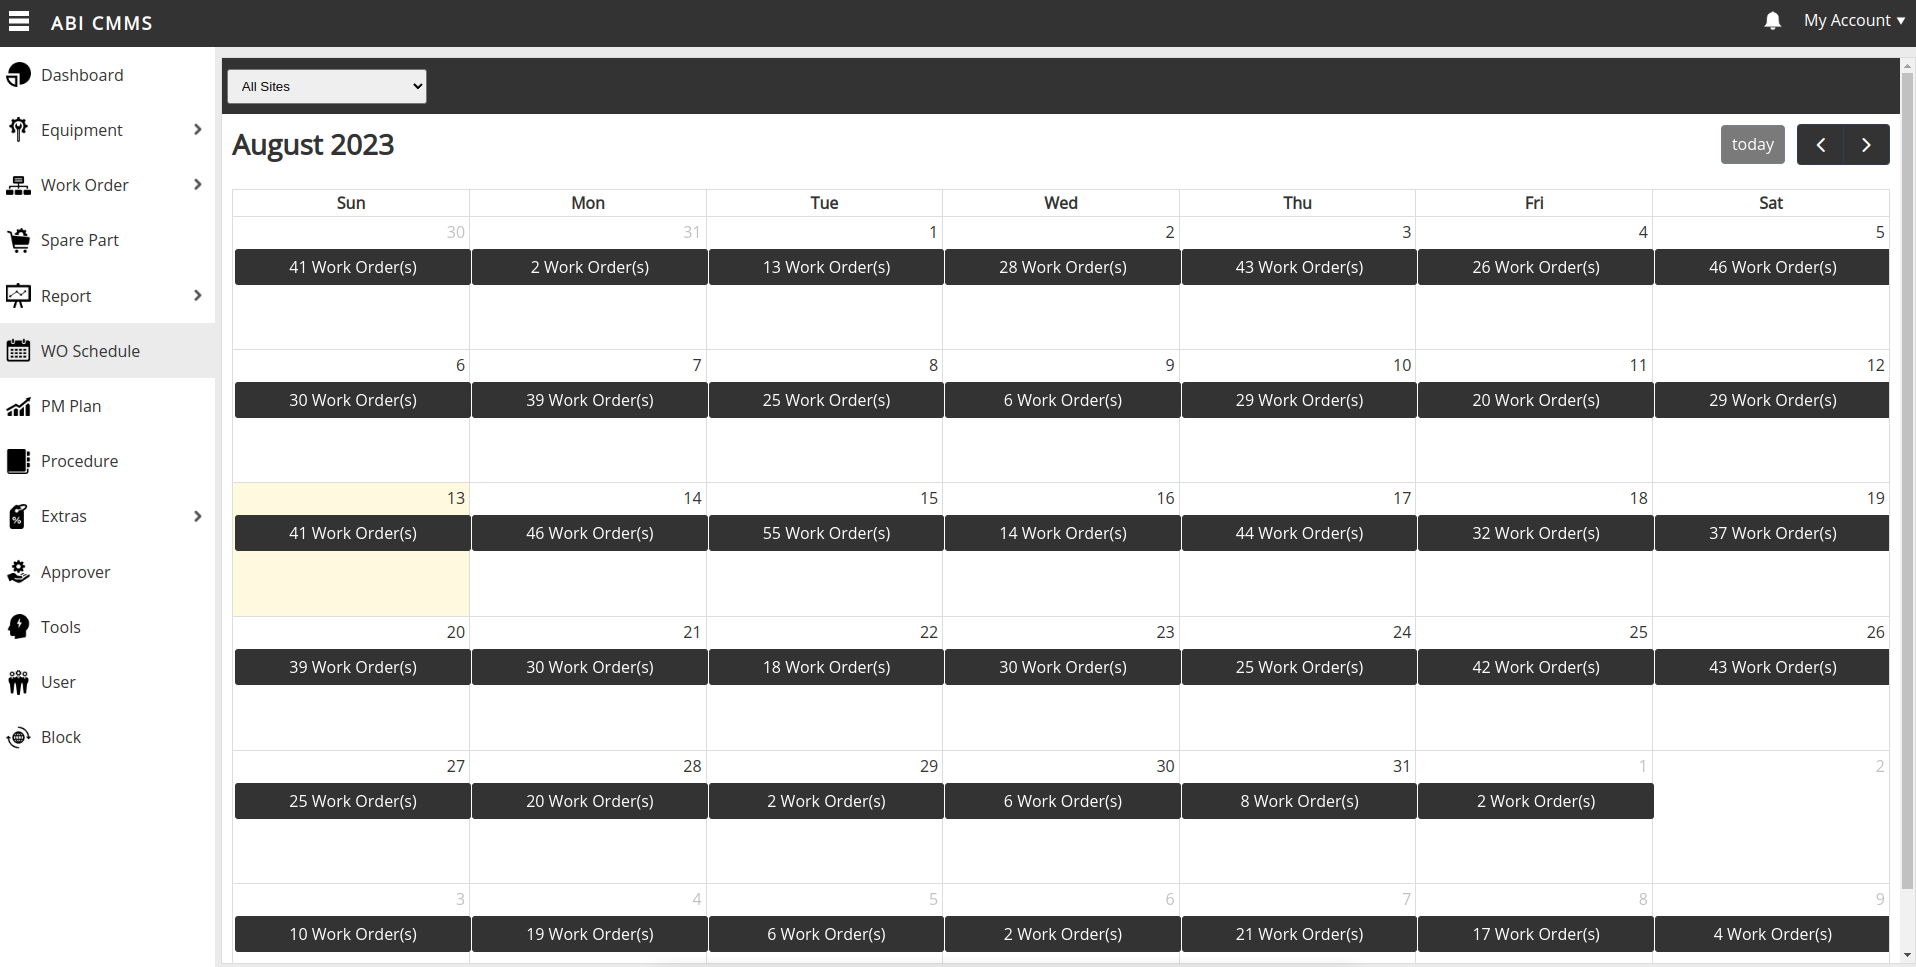 ABI CMMS
My Account ▼
Dashboard
Equipment
Work Order
Spare Part
Report
WO Schedule
PM Plan
Procedure
Extras
Approver
Tools
User
Block
All Sites
August 2023
today
Sun Mon Tue Wed Thu Fri Sat
30 31 1 2 3 4 5
41 Work Order(s) 2 Work Order(s) 13 Work Order(s) 28 Work Order(s) 43 Work Order(s) 26 Work Order(s) 46 Work Order(s)
6 7 8 9 10 11 12
30 Work Order(s) 39 Work Order(s) 25 Work Order(s) 6 Work Order(s) 29 Work Order(s) 20 Work Order(s) 29 Work Order(s)
13 14 15 16 17 18 19
41 Work Order(s) 46 Work Order(s) 55 Work Order(s) 14 Work Order(s) 44 Work Order(s) 32 Work Order(s) 37 Work Order(s)
20 21 22 23 24 25 26
39 Work Order(s) 30 Work Order(s) 18 Work Order(s) 30 Work Order(s) 25 Work Order(s) 42 Work Order(s) 43 Work Order(s)
27 28 29 30 31 1 2
25 Work Order(s) 20 Work Order(s) 2 Work Order(s) 6 Work Order(s) 8 Work Order(s) 2 Work Order(s)
3 4 5 6 7 8 9
10 Work Order(s) 19 Work Order(s) 6 Work Order(s) 2 Work Order(s) 21 Work Order(s) 17 Work Order(s) 4 Work Order(s)